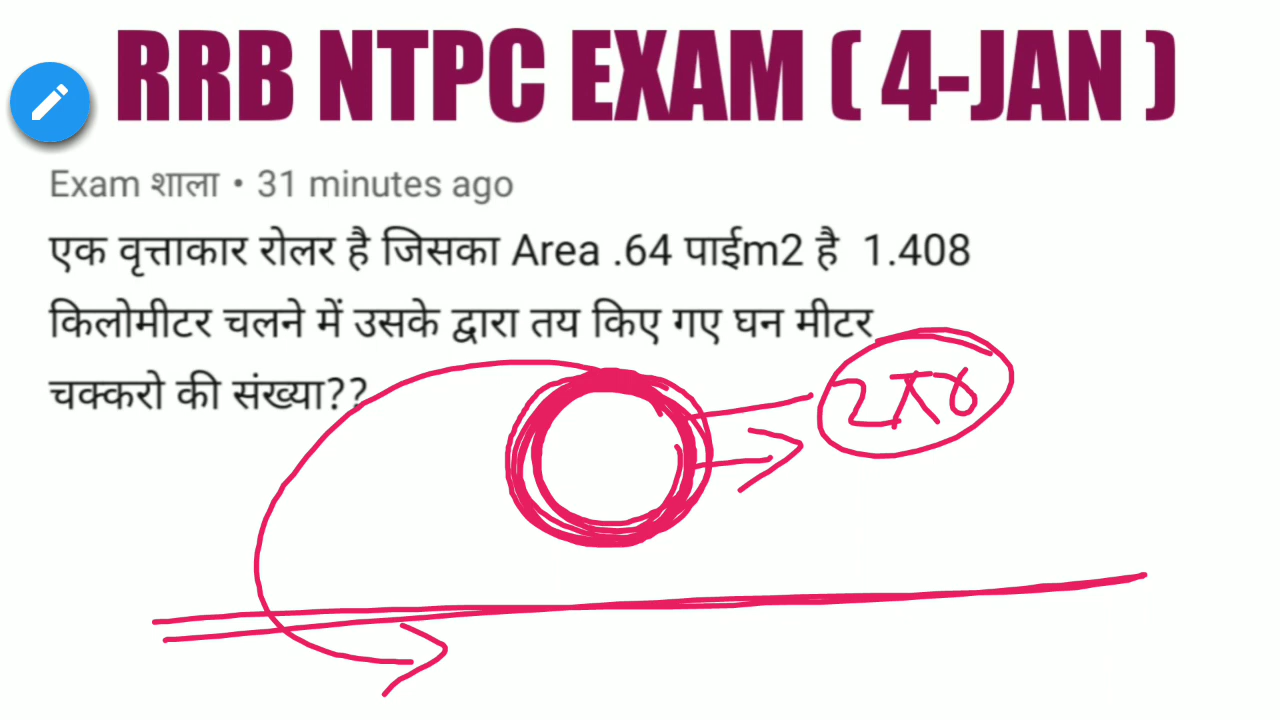 RRB NTPC EXAM ( 4-JAN )
Exam शाला • 31 minutes ago
एक वृत्ताकार रोलर है जिसका Area .64 पाईm2 है 1.408
किलोमीटर चलने में उसके द्वारा तय किए गए घन मीटर
चक्करो की संख्या??
2πr